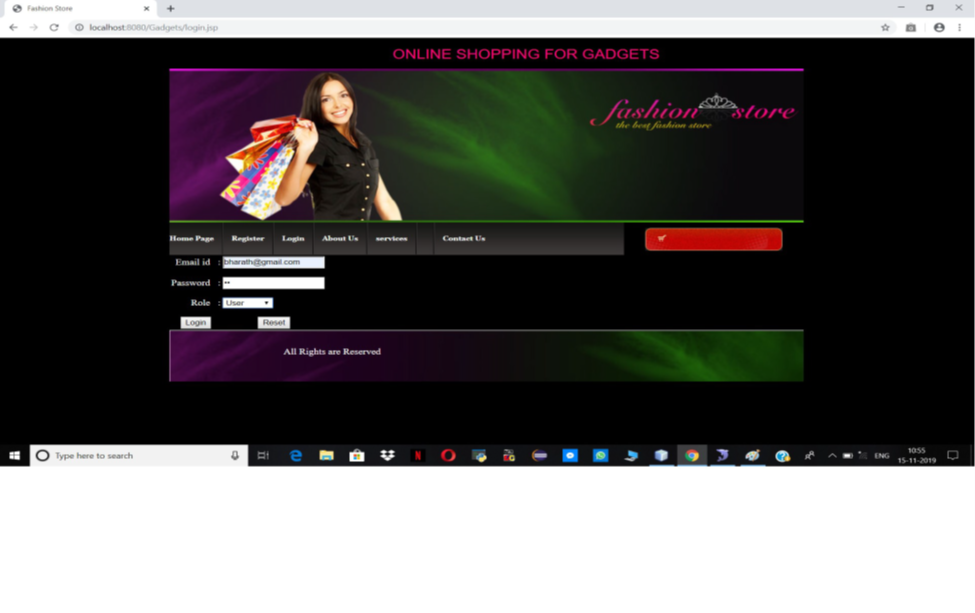 Fashion Store
localhost:8080/Gadgets/login.jsp
ONLINE SHOPPING FOR GADGETS
fashion store
the best fashion store
Home Page Register Login About Us services Contact Us
Email id : bharath@gmail.com
Password : ••
Role : User
Login Reset
All Rights are Reserved
Type here to search
ENG
10:55
15-11-2019